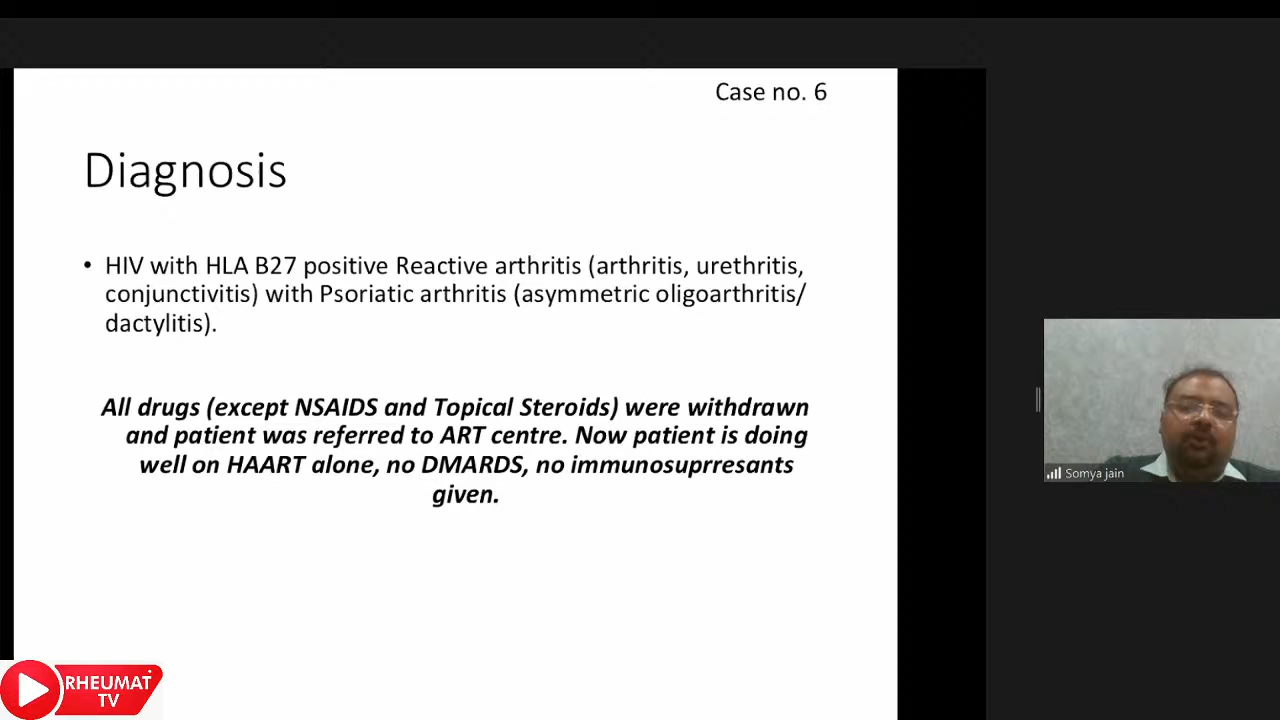 Case no. 6
Diagnosis
• HIV with HLA B27 positive Reactive arthritis (arthritis, urethritis,
conjunctivitis) with Psoriatic arthritis (asymmetric oligoarthritis/
dactylitis).
All drugs (except NSAIDS and Topical Steroids) were withdrawn
and patient was referred to ART centre. Now patient is doing
well on HAART alone, no DMARDS, no immunosuprresants
given.
Somya jain
RHEUMAT
TV